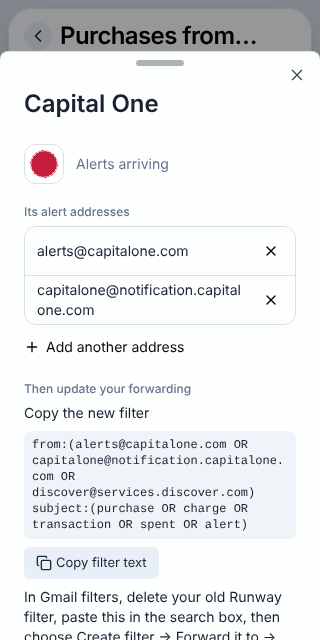 Purchases from...
Capital One
Alerts arriving
Its alert addresses
alerts@capitalone.com
capitalone@notification.capital
one.com
Add another address
Then update your forwarding
Copy the new filter
from:(alerts@capitalone.com OR
capitalone@notification.capitalone.
com OR
discover@services.discover.com)
subject:(purchase OR charge OR
transaction OR spent OR alert)
Copy filter text
In Gmail filters, delete your old Runway
filter, paste this in the search box, then
choose Create filter → Forward it to →